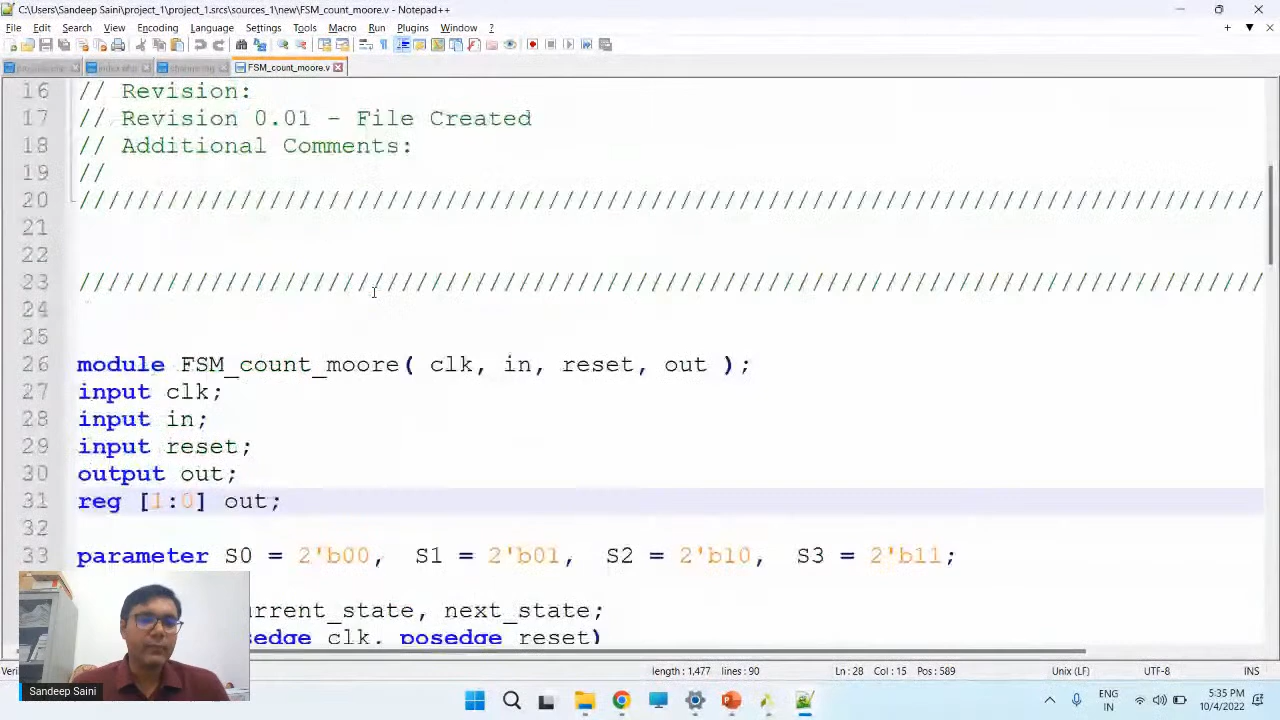 C:\Users\Sandeep Saini\project_1\project_1.srcs\sources_1\new\FSM_count_moore.v - Notepad++
File Edit Search View Encoding Language Settings Tools Macro Run Plugins Window ?
FSM_count_moore.v
16 // Revision:
17 // Revision 0.01 - File Created
18 // Additional Comments:
19 //
20 ////////////////////////////////////////////////////////////////////////////////
21
22
23 ////////////////////////////////////////////////////////////////////////////////
24
25
26 module FSM_count_moore( clk, in, reset, out );
27 input clk;
28 input in;
29 input reset;
30 output out;
31 reg [1:0] out;
32
33 parameter S0 = 2'b00, S1 = 2'b01, S2 = 2'b10, S3 = 2'b11;
urrent_state, next_state;
sedge clk, posedge reset)
Sandeep Saini
length : 1,477 lines : 90 Ln : 28 Col : 15 Pos : 589 Unix (LF) UTF-8 INS
ENG
IN
5:35 PM
10/4/2022